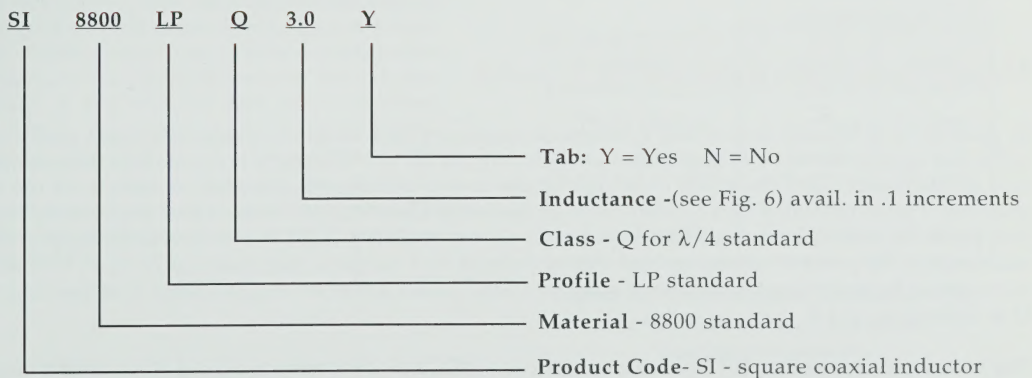 SI 8800 LP Q 3.0 Y
Tab: Y = Yes N = No
Inductance -(see Fig. 6) avail. in .1 increments
Class - Q for λ/4 standard
Profile - LP standard
Material - 8800 standard
Product Code- SI - square coaxial inductor